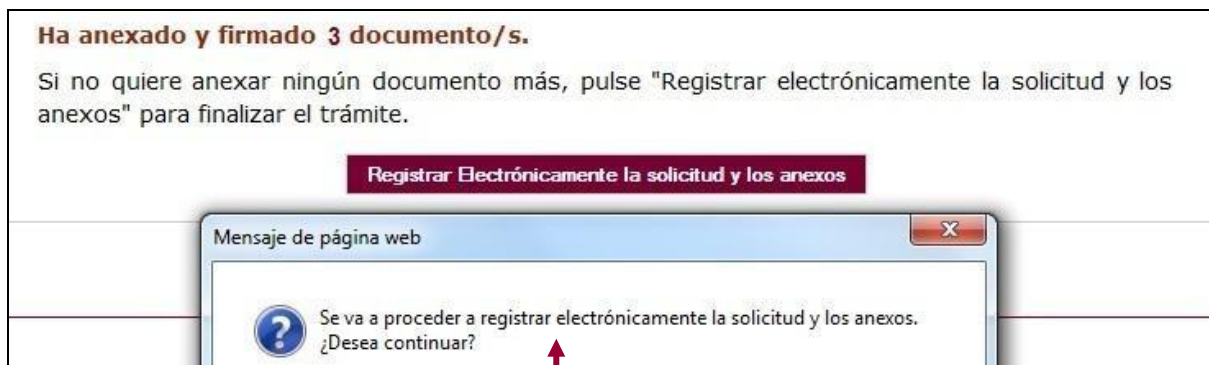 Ha anexado y firmado 3 documento/s.
Si no quiere anexar ningún documento más, pulse "Registrar electrónicamente la solicitud y los
anexos" para finalizar el trámite.
Registrar Electrónicamente la solicitud y los anexos
Mensaje de página web
Se va a proceder a registrar electrónicamente la solicitud y los anexos.
¿Desea continuar?